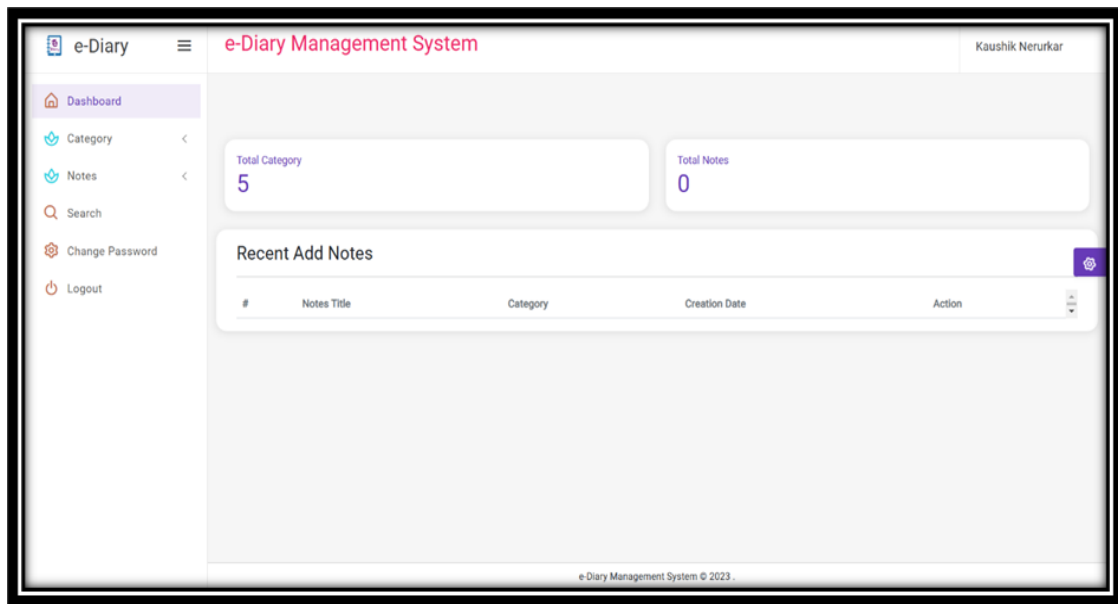 e-Diary
e-Diary Management System
Kaushik Nerurkar
Dashboard
Category
Notes
Search
Change Password
Logout
Total Category
5
Total Notes
0
Recent Add Notes
# Notes Title Category Creation Date Action
e-Diary Management System © 2023 .